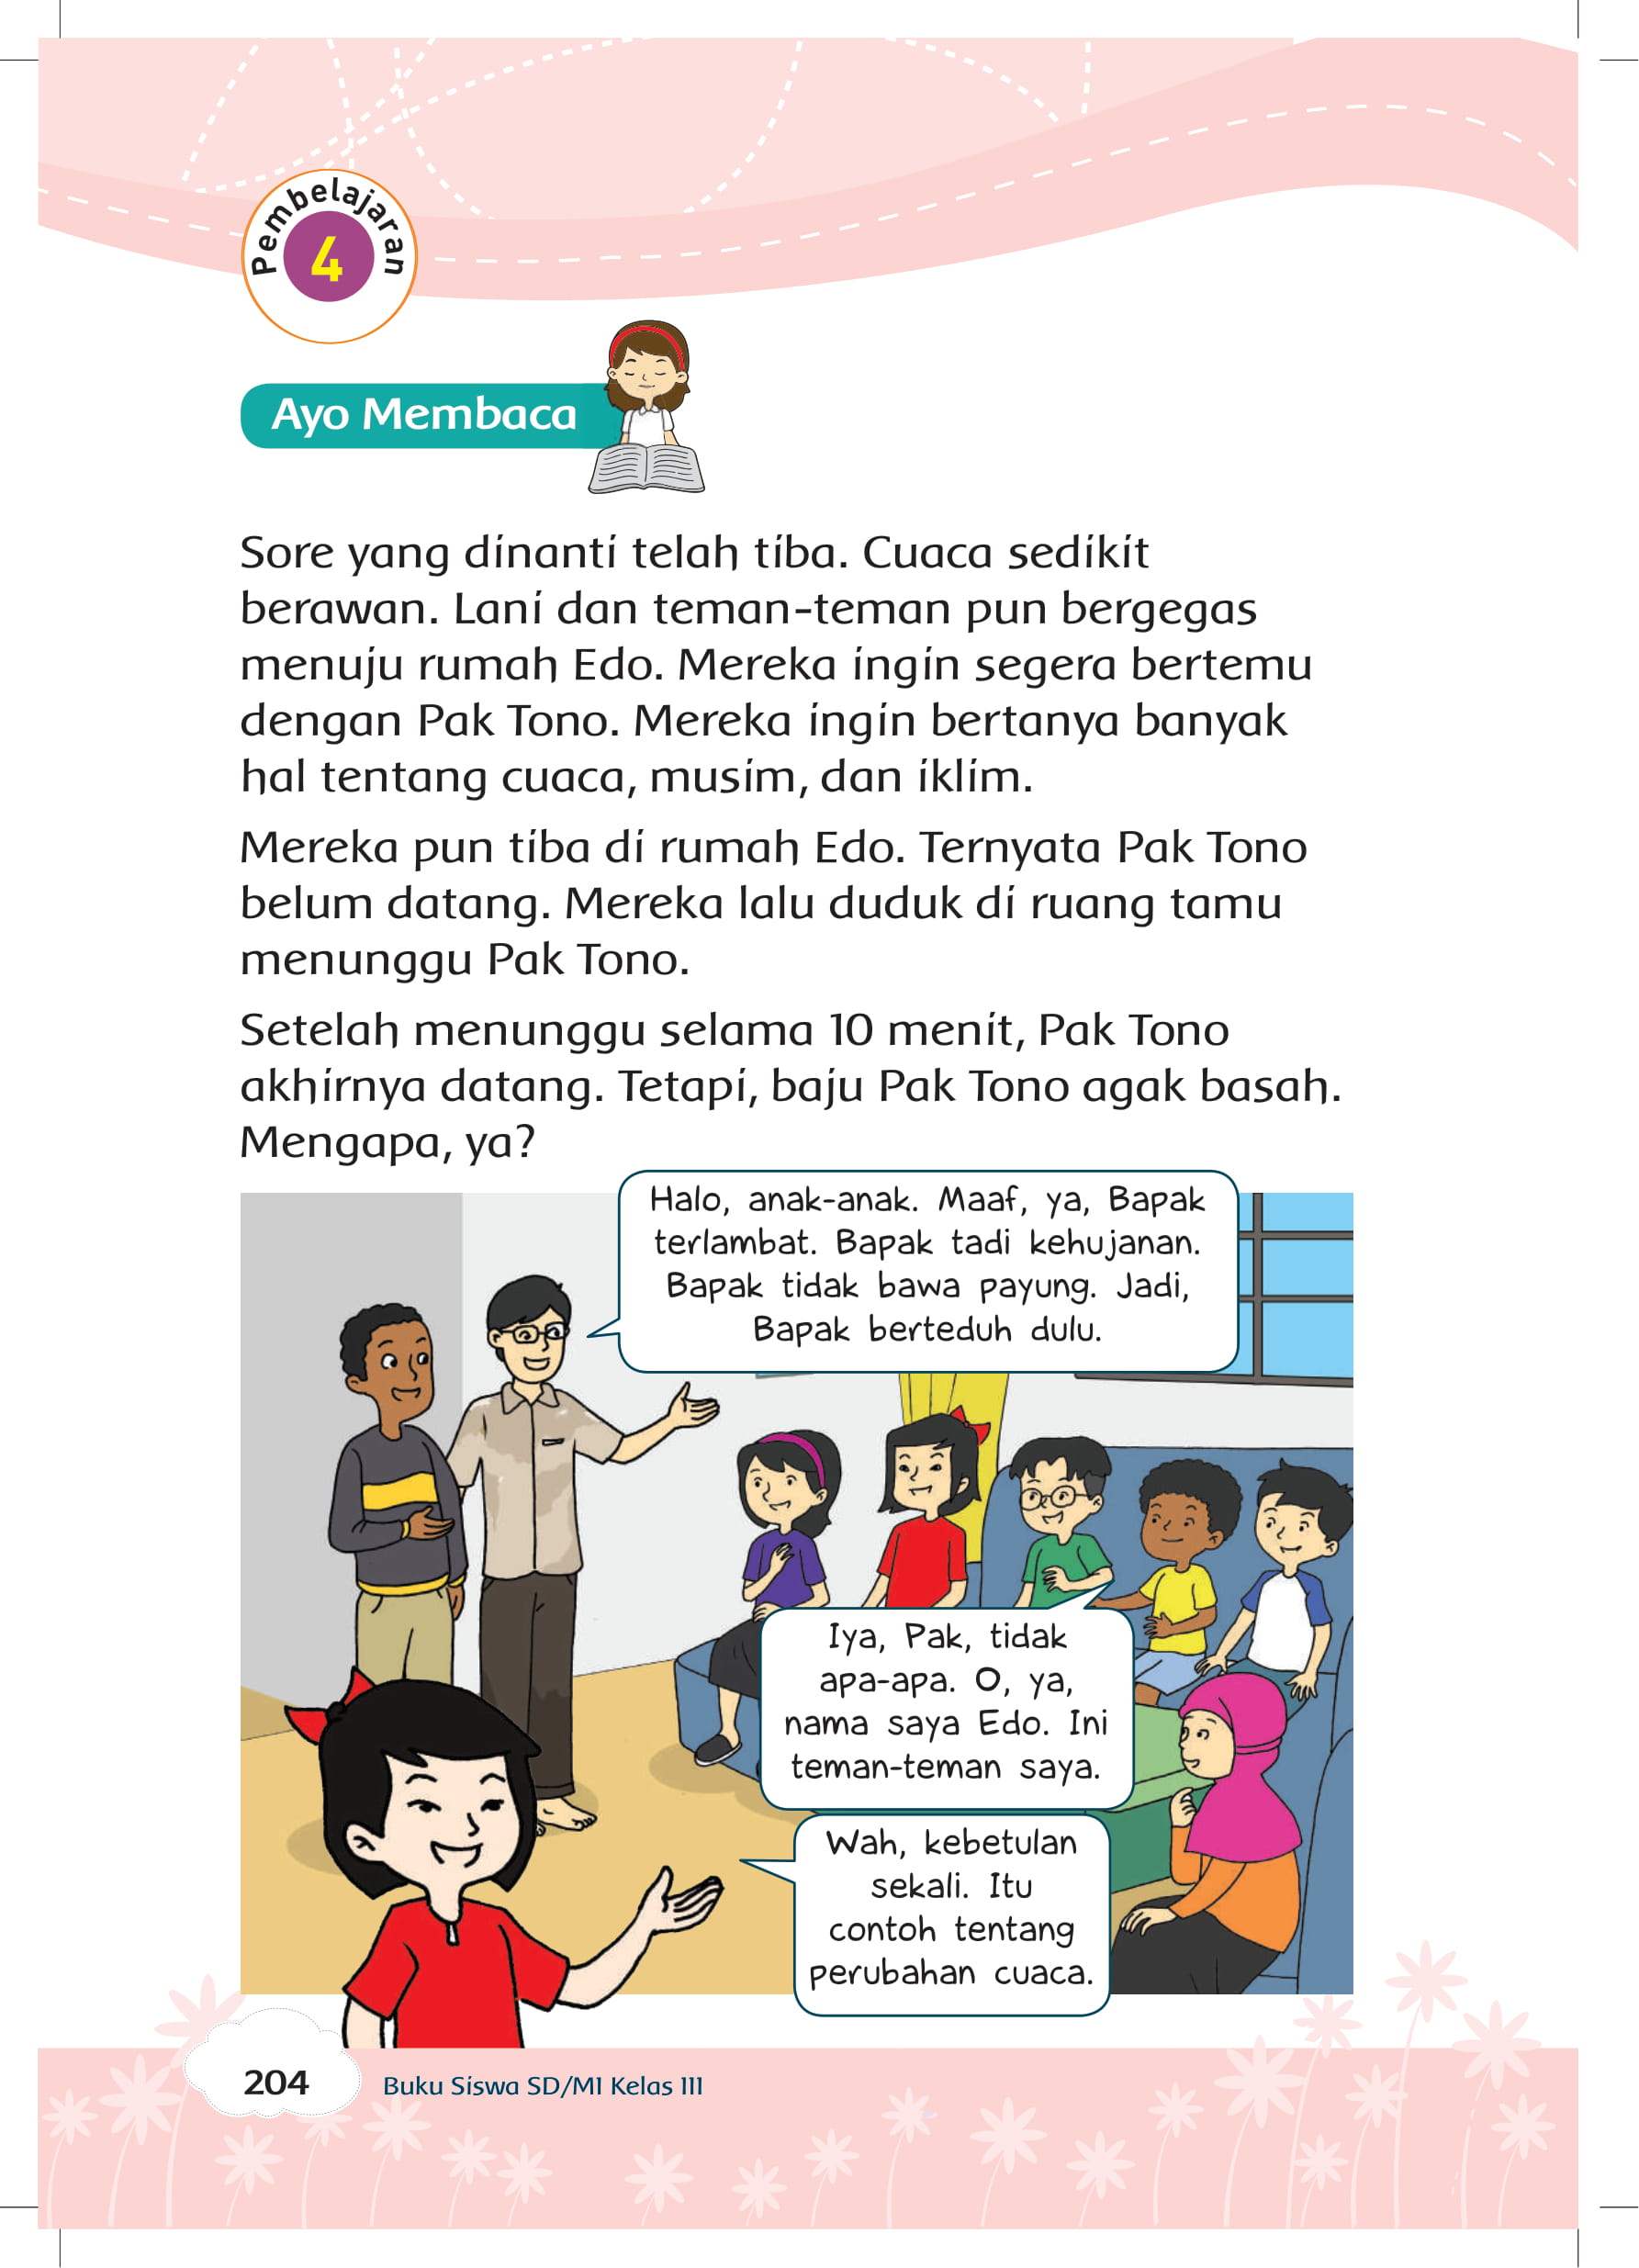 Pembelajaran
4
Ayo Membaca
Sore yang dinanti telah tiba. Cuaca sedikit
berawan. Lani dan teman-teman pun bergegas
menuju rumah Edo. Mereka ingin segera bertemu
dengan Pak Tono. Mereka ingin bertanya banyak
hal tentang cuaca, musim, dan iklim.
Mereka pun tiba di rumah Edo. Ternyata Pak Tono
belum datang. Mereka lalu duduk di ruang tamu
menunggu Pak Tono.
Setelah menunggu selama 10 menit, Pak Tono
akhirnya datang. Tetapi, baju Pak Tono agak basah.
Mengapa, ya?
Halo, anak-anak. Maaf, ya, Bapak
terlambat. Bapak tadi kehujanan.
Bapak tidak bawa payung. Jadi,
Bapak berteduh dulu.
Iya, Pak, tidak
apa-apa. O, ya,
nama saya Edo. Ini
teman-teman saya.
Wah, kebetulan
sekali. Itu
contoh tentang
perubahan cuaca.
204
Buku Siswa SD/MI Kelas III